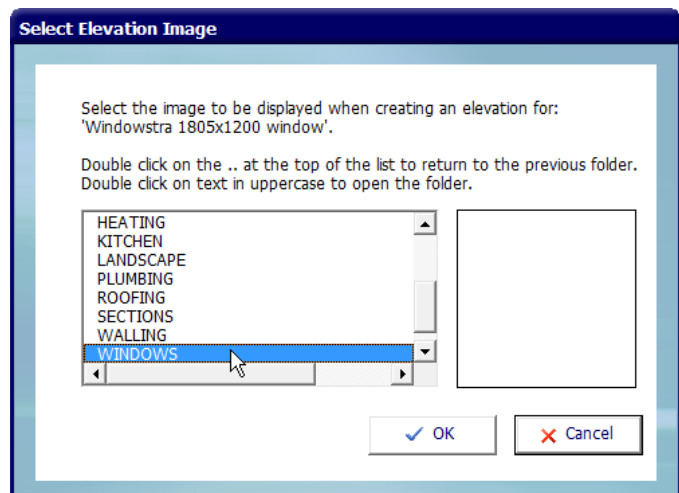 Select Elevation Image
Select the image to be displayed when creating an elevation for:
'Windowstra 1805x1200 window'.
Double click on the .. at the top of the list to return to the previous folder.
Double click on text in uppercase to open the folder.
HEATING
KITCHEN
LANDSCAPE
PLUMBING
ROOFING
SECTIONS
WALLING
WINDOWS
OK
Cancel